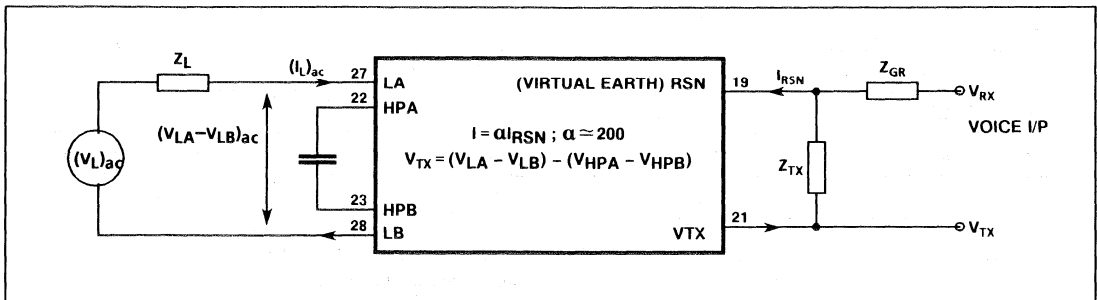 Z_L
(I_L)ac
27 LA
(VIRTUAL EARTH) RSN 19
I_RSN
Z_GR
V_RX
22
HPA
(V_LA–V_LB)ac
I = αI_RSN ; α ≃ 200
VOICE I/P
(V_L)ac
V_TX = (V_LA – V_LB) – (V_HPA – V_HPB)
Z_TX
23
HPB
28 LB
VTX 21
V_TX